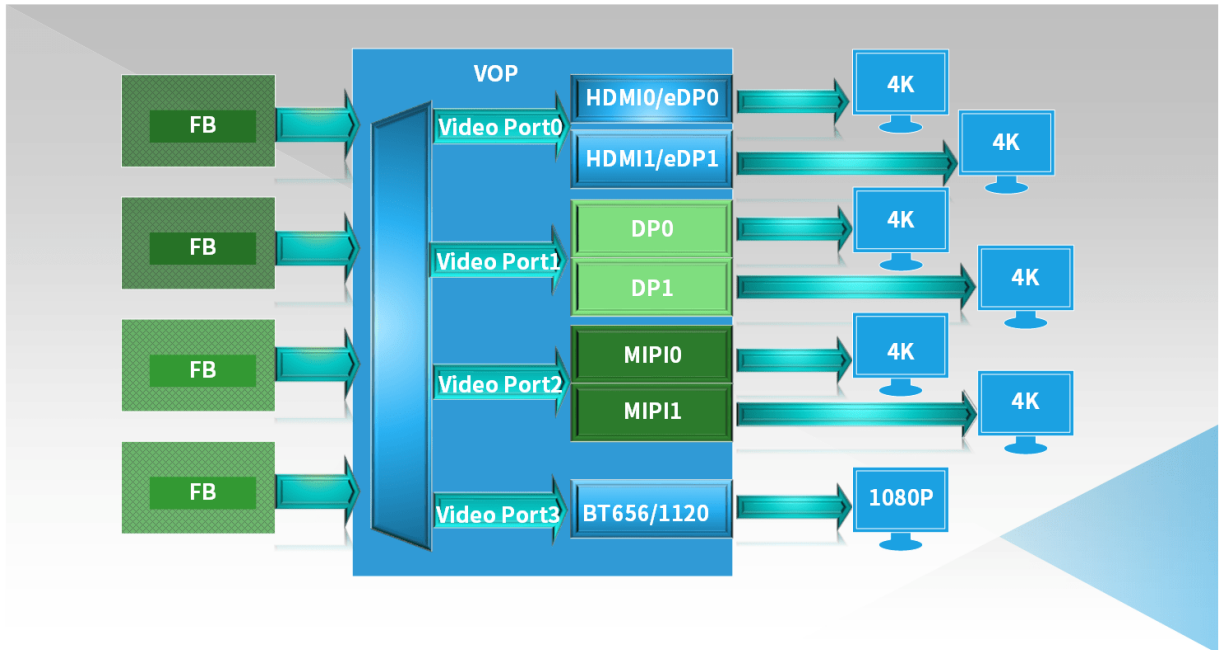 VOP
FB
FB
FB
FB
Video Port0
Video Port1
Video Port2
Video Port3
HDMI0/eDP0
HDMI1/eDP1
DP0
DP1
MIPI0
MIPI1
BT656/1120
4K
4K
4K
4K
4K
4K
1080P